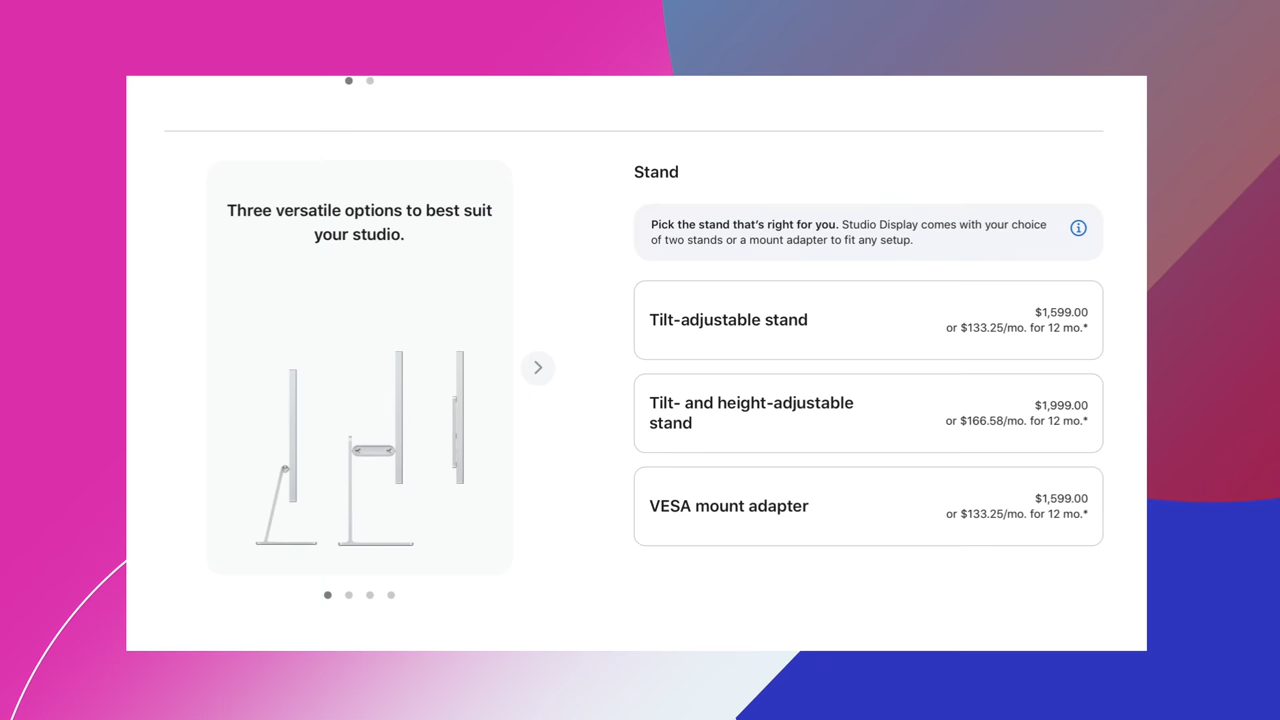 Three versatile options to best suit
your studio.
Stand
Pick the stand that's right for you. Studio Display comes with your choice
of two stands or a mount adapter to fit any setup.
Tilt-adjustable stand
$1,599.00
or $133.25/mo. for 12 mo.*
Tilt- and height-adjustable
stand
$1,999.00
or $166.58/mo. for 12 mo.*
VESA mount adapter
$1,599.00
or $133.25/mo. for 12 mo.*